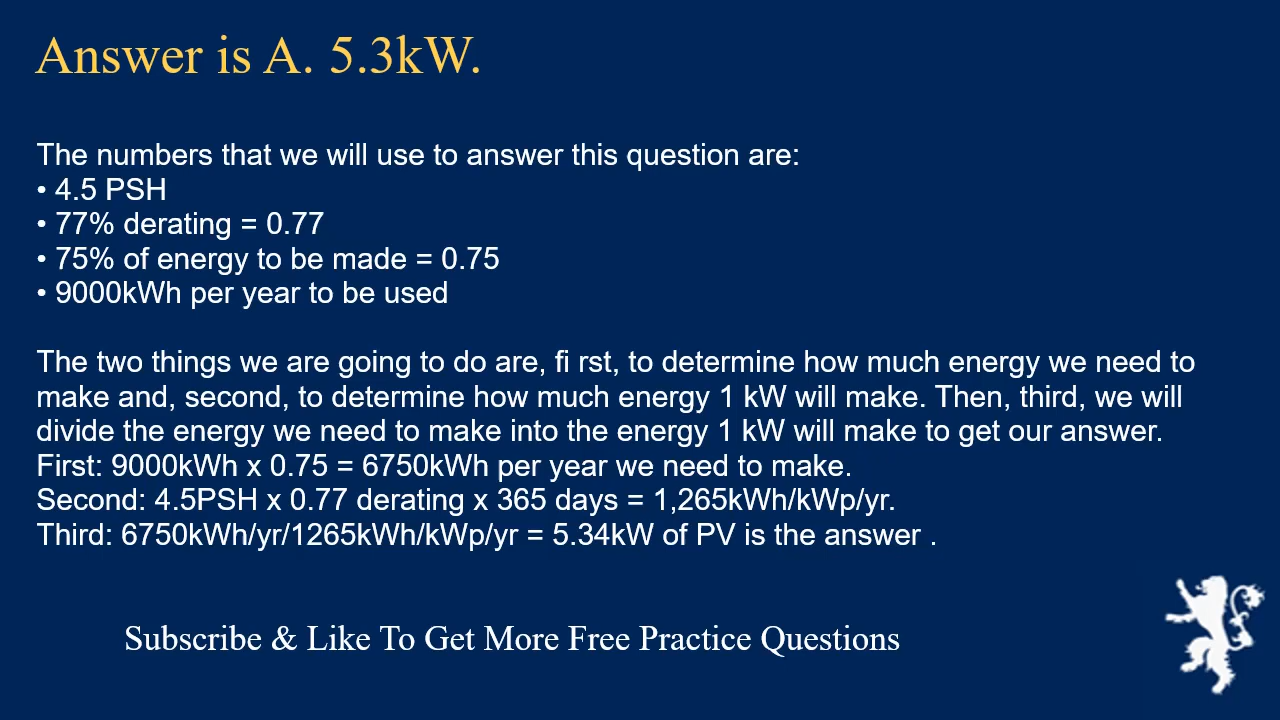 Answer is A. 5.3kW.
The numbers that we will use to answer this question are:
• 4.5 PSH
• 77% derating = 0.77
• 75% of energy to be made = 0.75
• 9000kWh per year to be used
The two things we are going to do are, fi rst, to determine how much energy we need to
make and, second, to determine how much energy 1 kW will make. Then, third, we will
divide the energy we need to make into the energy 1 kW will make to get our answer.
First: 9000kWh x 0.75 = 6750kWh per year we need to make.
Second: 4.5PSH x 0.77 derating x 365 days = 1,265kWh/kWp/yr.
Third: 6750kWh/yr/1265kWh/kWp/yr = 5.34kW of PV is the answer .
Subscribe & Like To Get More Free Practice Questions